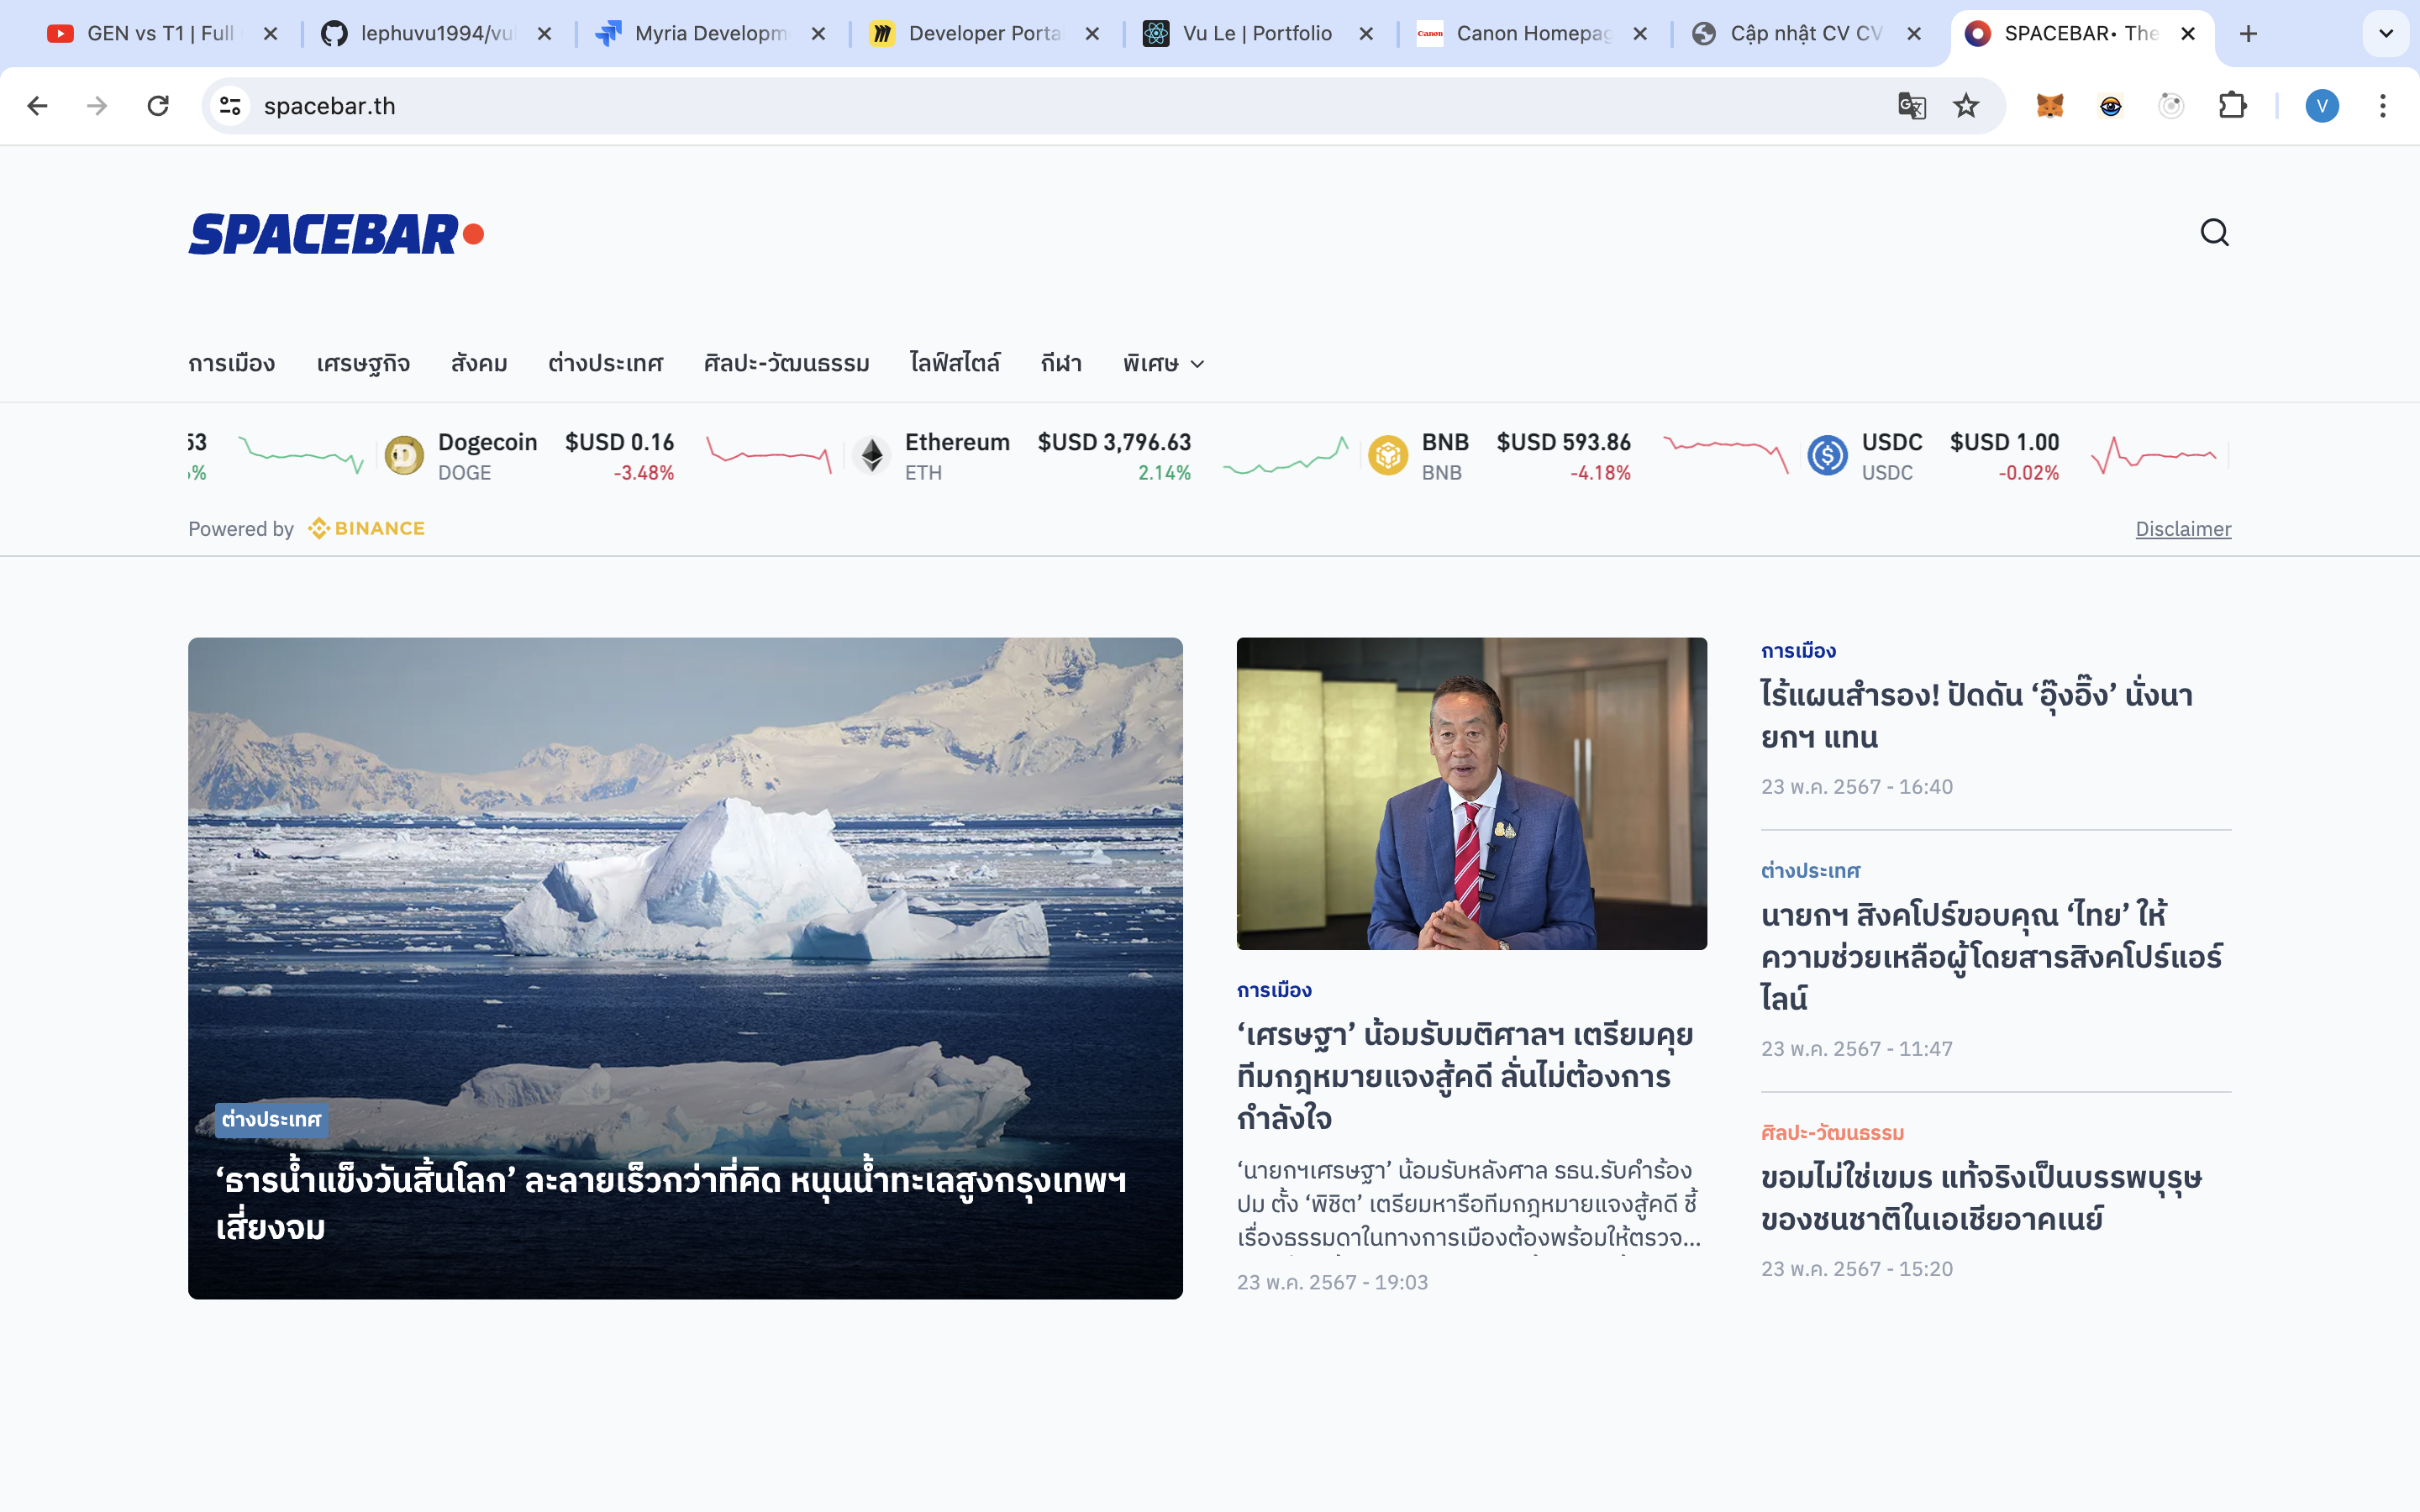 GEN vs T1 | Full
lephuvu1994/vu
Myria Developm
Developer Porta
Vu Le | Portfolio
Canon Homepag
Cập nhật CV CV
SPACEBAR• The
spacebar.th
V
SPACEBAR
การเมือง
เศรษฐกิจ
สังคม
ต่างประเทศ
ศิลปะ-วัฒนธรรม
ไลฟ์สไตล์
กีฬา
พิเศษ
53
%
Dogecoin $USD 0.16
DOGE -3.48%
Ethereum $USD 3,796.63
ETH 2.14%
BNB $USD 593.86
BNB -4.18%
USDC $USD 1.00
USDC -0.02%
Powered by BINANCE
Disclaimer
ต่างประเทศ
‘ธารน้ำแข็งวันสิ้นโลก’ ละลายเร็วกว่าที่คิด หนุนน้ำทะเลสูงกรุงเทพฯ
เสี่ยงจม
การเมือง
‘เศรษฐา’ น้อมรับมติศาลฯ เตรียมคุย
ทีมกฎหมายแจงสู้คดี ลั่นไม่ต้องการ
กำลังใจ
‘นายกฯเศรษฐา’ น้อมรับหลังศาล รธน.รับคำร้อง
ปม ตั้ง ‘พิชิต’ เตรียมหารือทีมกฎหมายแจงสู้คดี ชี้
เรื่องธรรมดาในทางการเมืองต้องพร้อมให้ตรวจ...
23 พ.ค. 2567 - 19:03
การเมือง
ไร้แผนสำรอง! ปัดดัน ‘อุ๊งอิ๊ง’ นั่งนา
ยกฯ แทน
23 พ.ค. 2567 - 16:40
ต่างประเทศ
นายกฯ สิงคโปร์ขอบคุณ ‘ไทย’ ให้
ความช่วยเหลือผู้โดยสารสิงคโปร์แอร์
ไลน์
23 พ.ค. 2567 - 11:47
ศิลปะ-วัฒนธรรม
ขอมไม่ใช่เขมร แท้จริงเป็นบรรพบุรุษ
ของชนชาติในเอเชียอาคเนย์
23 พ.ค. 2567 - 15:20